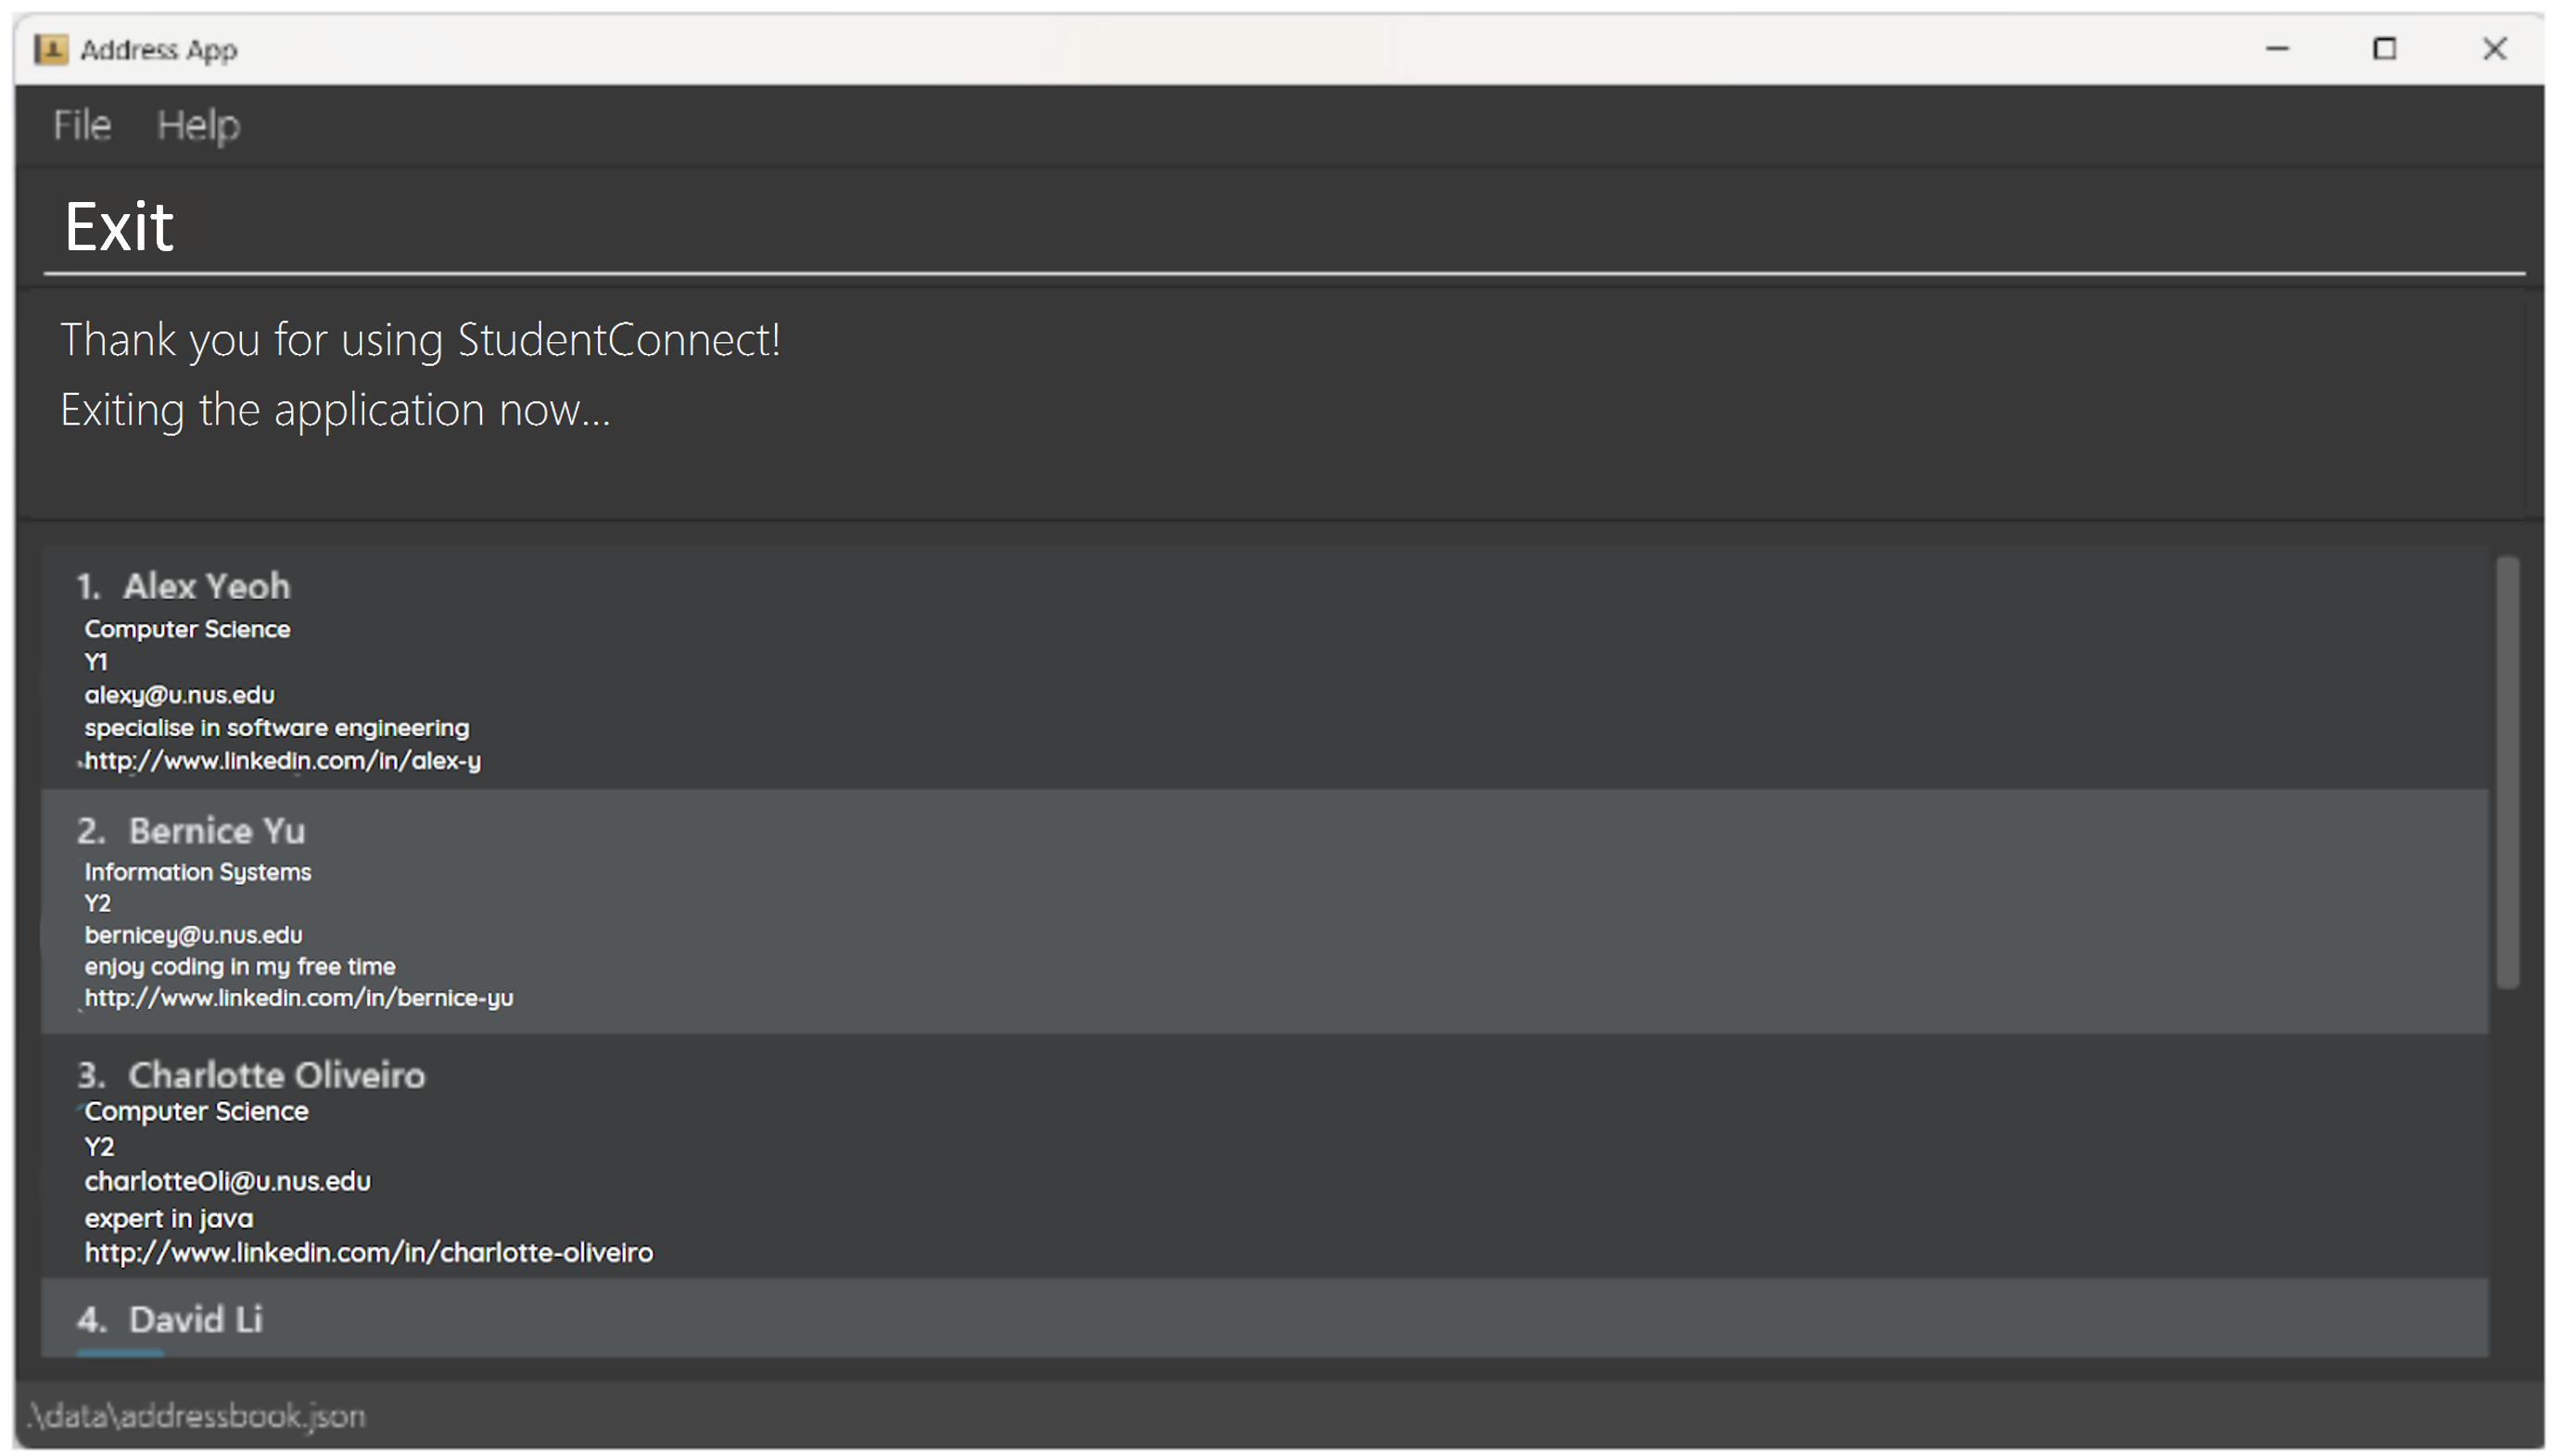 Address App
File Help
Exit
Thank you for using StudentConnect!
Exiting the application now...
1. Alex Yeoh
Computer Science
Y1
alexy@u.nus.edu
specialise in software engineering
http://www.linkedin.com/in/alex-y
2. Bernice Yu
Information Systems
Y2
bernicey@u.nus.edu
enjoy coding in my free time
http://www.linkedin.com/in/bernice-yu
3. Charlotte Oliveiro
Computer Science
Y2
charlotteOli@u.nus.edu
expert in java
http://www.linkedin.com/in/charlotte-oliveiro
4. David Li
.\data\addressbook.json